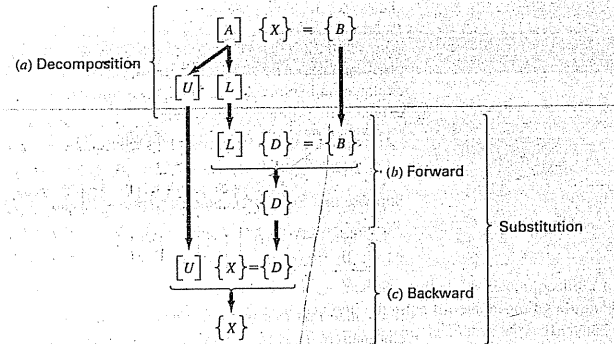 [A] {X} = {B}
(a) Decomposition
[U] [L]
[L] {D} = {B}
(b) Forward
{D}
Substitution
[U] {X}={D}
(c) Backward
{X}